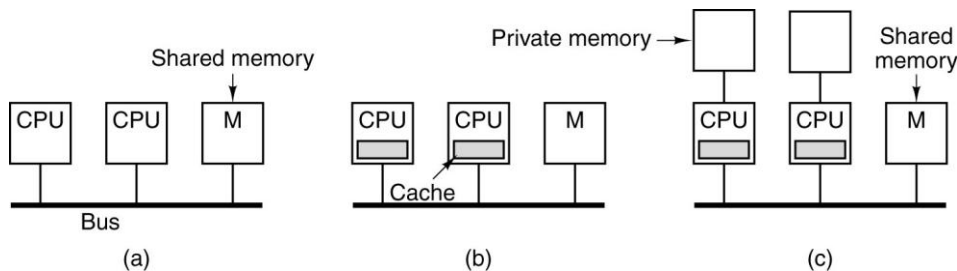 Shared memory
CPU
CPU
M
Bus
(a)
CPU
CPU
M
Cache
(b)
Private memory
Shared
memory
CPU
CPU
M
(c)